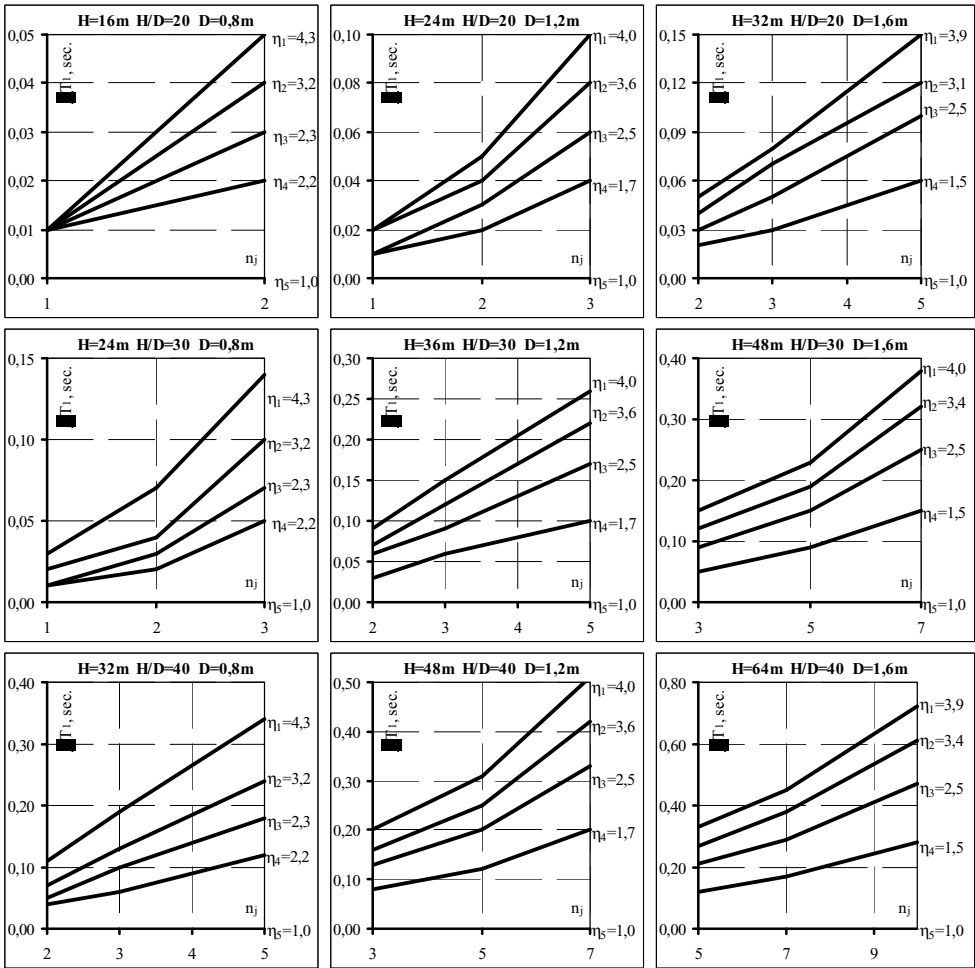 H=16m H/D=20 D=0,8m
0,05
0,04
0,03
0,02
0,01
0,00
T₁, sec.
η₁=4,3
η₂=3,2
η₃=2,3
η₄=2,2
nⱼ
η₅=1,0
1 2
H=24m H/D=20 D=1,2m
0,10
0,08
0,06
0,04
0,02
0,00
T₁, sec.
η₁=4,0
η₂=3,6
η₃=2,5
η₄=1,7
nⱼ
η₅=1,0
1 2 3
H=32m H/D=20 D=1,6m
0,15
0,12
0,09
0,06
0,03
0,00
T₁, sec.
η₁=3,9
η₂=3,1
η₃=2,5
η₄=1,5
nⱼ
η₅=1,0
2 3 4 5
H=24m H/D=30 D=0,8m
0,15
0,10
0,05
0,00
T₁, sec.
η₁=4,3
η₂=3,2
η₃=2,3
η₄=2,2
nⱼ
η₅=1,0
1 2 3
H=36m H/D=30 D=1,2m
0,30
0,25
0,20
0,15
0,10
0,05
0,00
T₁, sec.
η₁=4,0
η₂=3,6
η₃=2,5
η₄=1,7
nⱼ
η₅=1,0
2 3 4 5
H=48m H/D=30 D=1,6m
0,40
0,30
0,20
0,10
0,00
T₁, sec.
η₁=4,0
η₂=3,4
η₃=2,5
η₄=1,5
nⱼ
η₅=1,0
3 5 7
H=32m H/D=40 D=0,8m
0,40
0,30
0,20
0,10
0,00
T₁, sec.
η₁=4,3
η₂=3,2
η₃=2,3
η₄=2,2
nⱼ
η₅=1,0
2 3 4 5
H=48m H/D=40 D=1,2m
0,50
0,40
0,30
0,20
0,10
0,00
T₁, sec.
η₁=4,0
η₂=3,6
η₃=2,5
η₄=1,7
nⱼ
η₅=1,0
3 5 7
H=64m H/D=40 D=1,6m
0,80
0,60
0,40
0,20
0,00
T₁, sec.
η₁=3,9
η₂=3,4
η₃=2,5
η₄=1,5
nⱼ
η₅=1,0
5 7 9